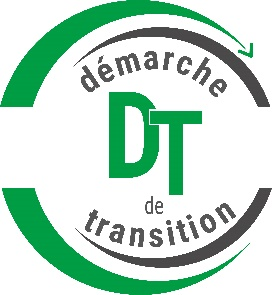 démarche
DT
de
transition